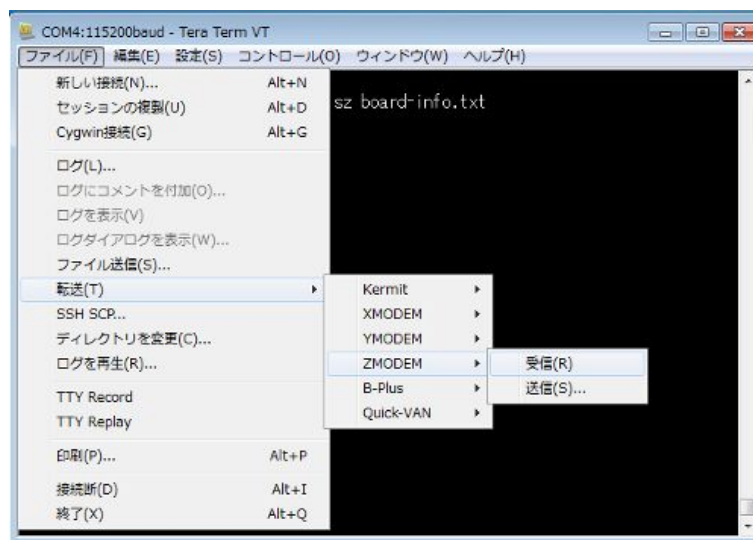 COM4:115200baud - Tera Term VT
ファイル(F) 編集(E) 設定(S) コントロール(O) ウィンドウ(W) ヘルプ(H)
新しい接続(N)... Alt+N
セッションの複製(U) Alt+D
sz board-info.txt
Cygwin接続(G) Alt+G
ログ(L)...
ログにコメントを付加(O)...
ログを表示(V)
ログダイアログを表示(W)...
ファイル送信(S)...
転送(T)
Kermit
SSH SCP...
XMODEM
ディレクトリを変更(C)...
YMODEM
ログを再生(R)...
ZMODEM
受信(R)
TTY Record
B-Plus
送信(S)...
TTY Replay
Quick-VAN
印刷(P)... Alt+P
接続断(D) Alt+I
終了(X) Alt+Q